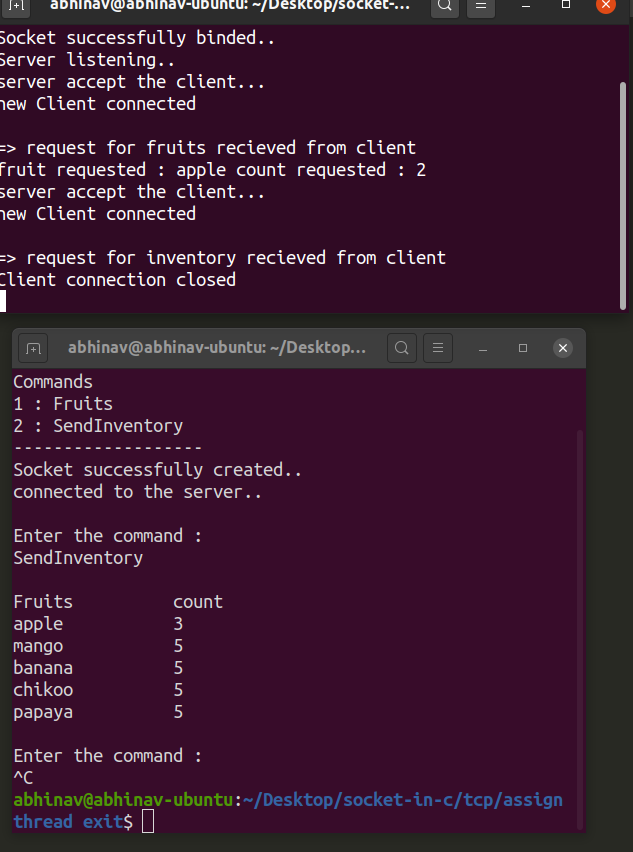 abhinav@abhinav-ubuntu: ~/Desktop/socket-...
Socket successfully binded..
Server listening..
server accept the client...
new Client connected
=> request for fruits recieved from client
fruit requested : apple count requested : 2
server accept the client...
new Client connected
=> request for inventory recieved from client
Client connection closed
abhinav@abhinav-ubuntu: ~/Desktop...
Commands
1 : Fruits
2 : SendInventory
-------------------
Socket successfully created..
connected to the server..
Enter the command :
SendInventory
Fruits count
apple 3
mango 5
banana 5
chikoo 5
papaya 5
Enter the command :
^C
abhinav@abhinav-ubuntu:~/Desktop/socket-in-c/tcp/assign
thread exit$